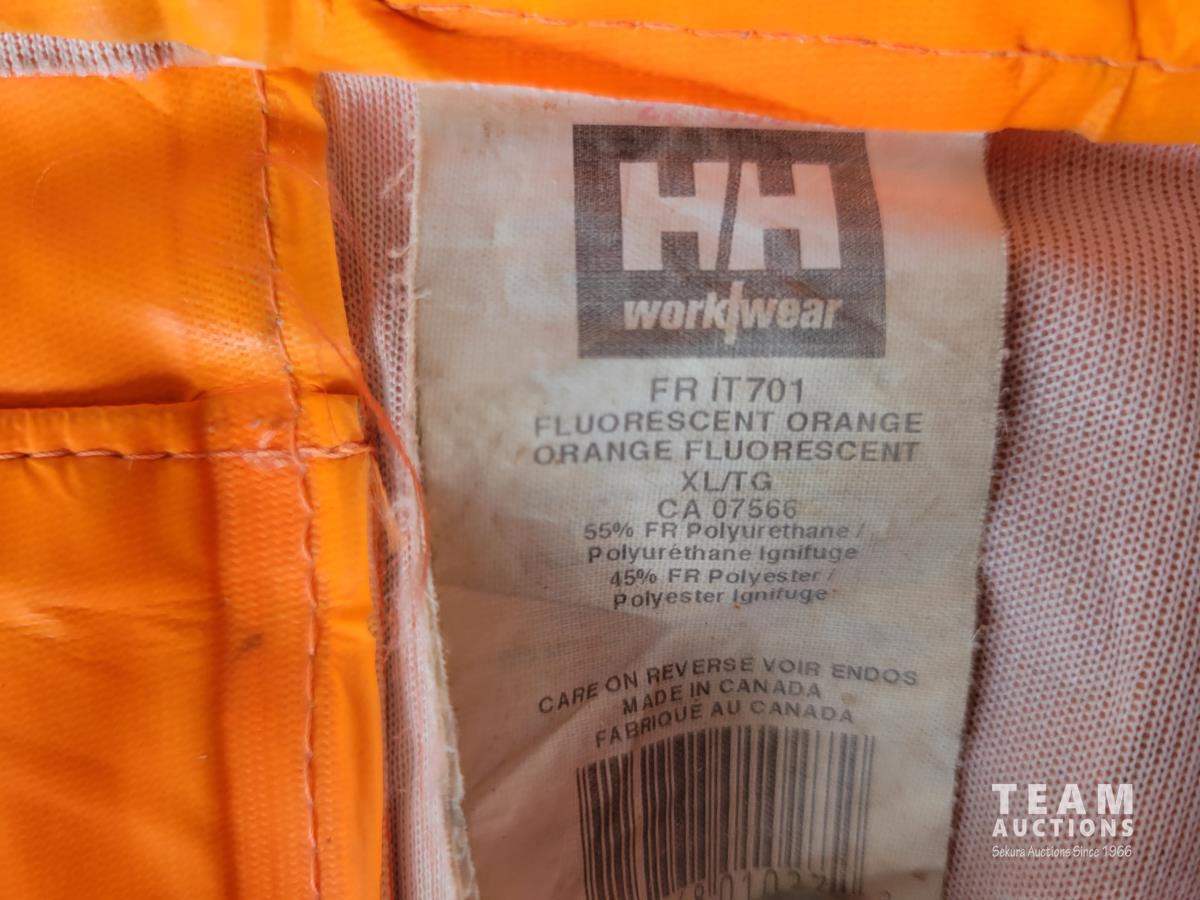 HH
work wear
FR IT701
FLUORESCENT ORANGE
ORANGE FLUORESCENT
XL/TG
CA 07566
55% FR Polyurethane /
Polyuréthane Ignifuge
45% FR Polyester /
Polyester Ignifuge
CARE ON REVERSE VOIR ENDOS
MADE IN CANADA
FABRIQUÉ AU CANADA
TEAM
AUCTIONS
Sekura Auctions Since 1966